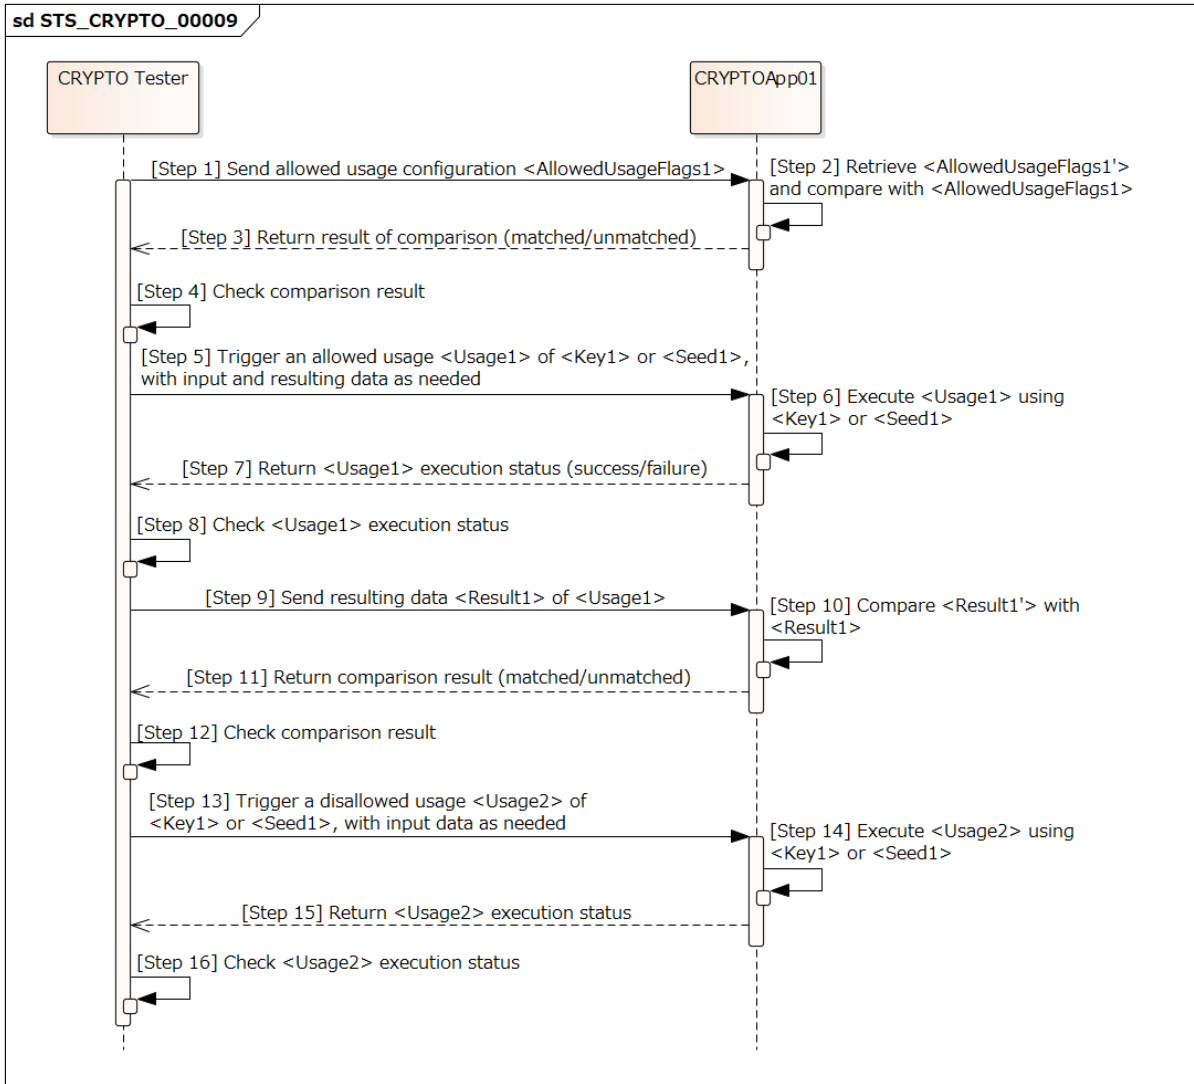 sd STS_CRYPTO_00009
CRYPTO Tester
CRYPTOApp01
[Step 1] Send allowed usage configuration <AllowedUsageFlags1>
[Step 2] Retrieve <AllowedUsageFlags1'>
and compare with <AllowedUsageFlags1>
[Step 3] Return result of comparison (matched/unmatched)
[Step 4] Check comparison result
[Step 5] Trigger an allowed usage <Usage1> of <Key1> or <Seed1>,
with input and resulting data as needed
[Step 6] Execute <Usage1> using
<Key1> or <Seed1>
[Step 7] Return <Usage1> execution status (success/failure)
[Step 8] Check <Usage1> execution status
[Step 9] Send resulting data <Result1> of <Usage1>
[Step 10] Compare <Result1'> with
<Result1>
[Step 11] Return comparison result (matched/unmatched)
[Step 12] Check comparison result
[Step 13] Trigger a disallowed usage <Usage2> of
<Key1> or <Seed1>, with input data as needed
[Step 14] Execute <Usage2> using
<Key1> or <Seed1>
[Step 15] Return <Usage2> execution status
[Step 16] Check <Usage2> execution status